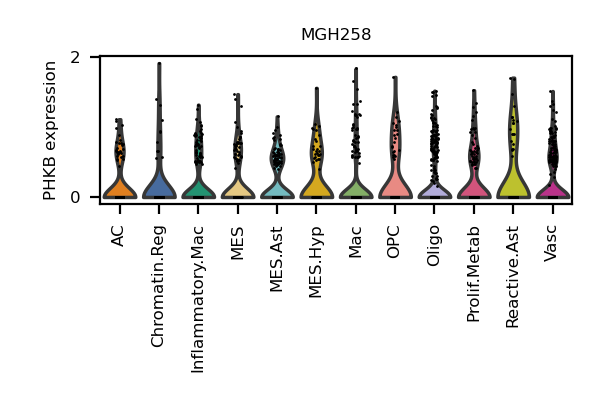 MGH258
PHKB expression
2
0
AC
Chromatin.Reg
Inflammatory.Mac
MES
MES.Ast
MES.Hyp
Mac
OPC
Oligo
Prolif.Metab
Reactive.Ast
Vasc